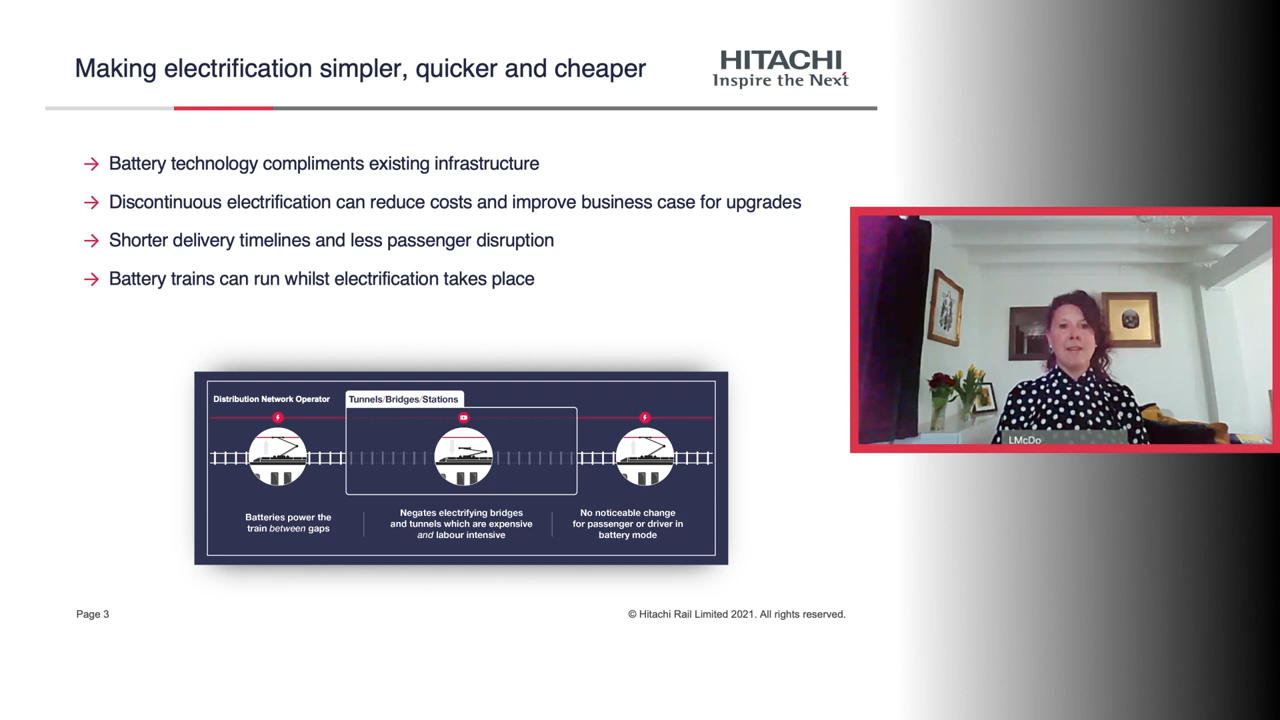 Making electrification simpler, quicker and cheaper
HITACHI
Inspire the Next
Battery technology compliments existing infrastructure
Discontinuous electrification can reduce costs and improve business case for upgrades
Shorter delivery timelines and less passenger disruption
Battery trains can run whilst electrification takes place
Distribution Network Operator
Tunnels/Bridges/Stations
Batteries power the
train between gaps
Negates electrifying bridges
and tunnels which are expensive
and labour intensive
No noticeable change
for passenger or driver in
battery mode
LMcDo
Page 3
© Hitachi Rail Limited 2021. All rights reserved.